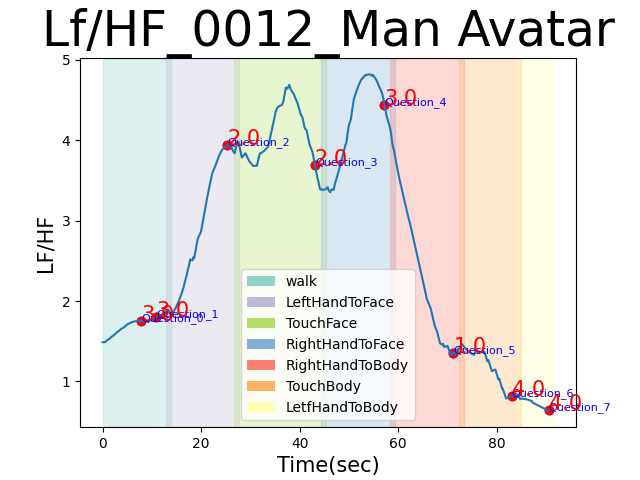 Lf/HF_0012_Man Avatar
5
4
3
2
1
LF/HF
3.0
Question_0
3.0
Question_1
2.0
Question_2
2.0
Question_3
3.0
Question_4
1.0
Question_5
4.0
Question_6
4.0
Question_7
walk
LeftHandToFace
TouchFace
RightHandToFace
RightHandToBody
TouchBody
LetfHandToBody
0
20
40
60
80
Time(sec)